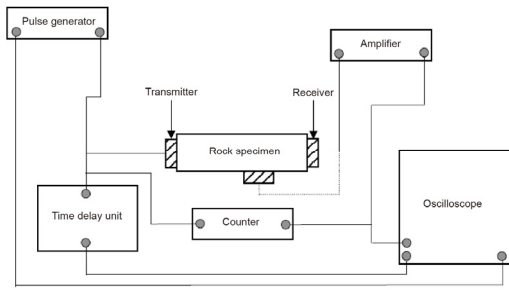 Pulse generator
Amplifier
Transmitter
Receiver
Rock specimen
Time delay unit
Counter
Oscilloscope